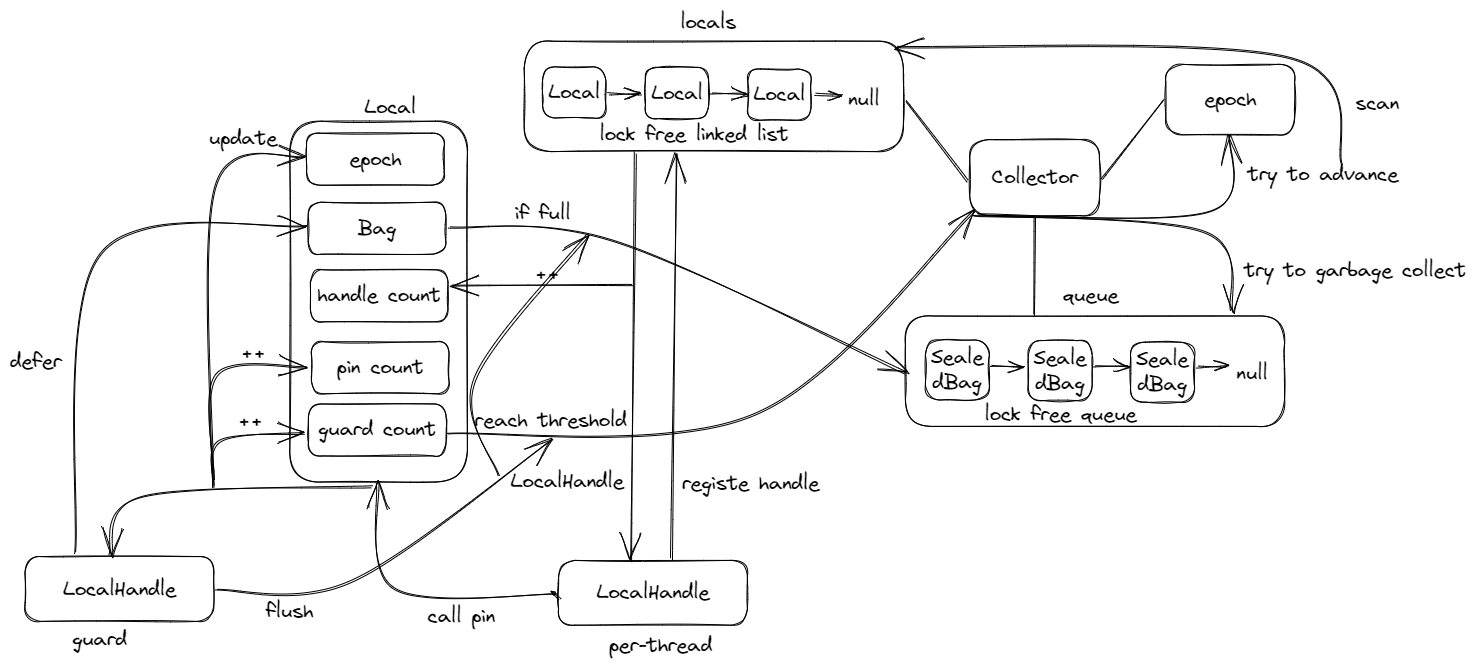 locals
Local
Local
Local
null
lock free linked list
epoch
scan
Collector
try to advance
Local
update
epoch
Bag
if full
handle count
++
pin count
++
guard count
++
defer
reach threshold
try to garbage collect
queue
Seale
dBag
Seale
dBag
Seale
dBag
null
lock free queue
LocalHandle
registe handle
LocalHandle
guard
flush
call pin
LocalHandle
per-thread